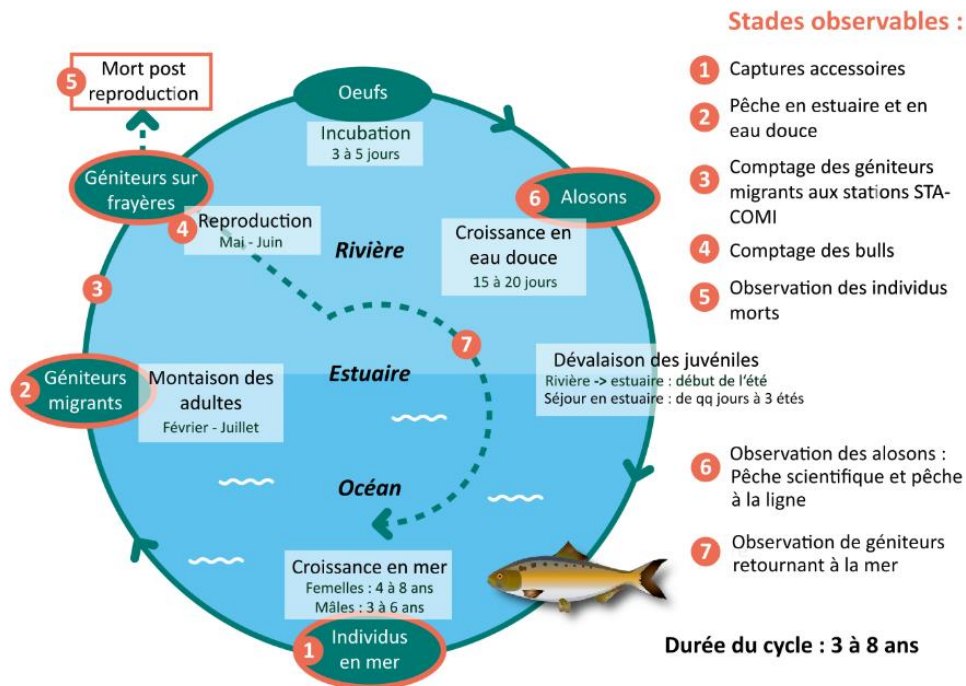 Stades observables :
1 Captures accessoires
2 Pêche en estuaire et en
eau douce
3 Comptage des géniteurs
migrants aux stations STA-
COMI
4 Comptage des bulls
5 Observation des individus
morts
6 Observation des alosons :
Pêche scientifique et pêche
à la ligne
7 Observation de géniteurs
retournant à la mer
Durée du cycle : 3 à 8 ans
5 Mort post
reproduction
Oeufs
Incubation
3 à 5 jours
Géniteurs sur
frayères
4 Reproduction
Mai - Juin
Rivière
6 Alosons
Croissance en
eau douce
15 à 20 jours
3
7
Estuaire
Dévalaison des juvéniles
Rivière -> estuaire : début de l'été
Séjour en estuaire : de qq jours à 3 étés
2 Géniteurs
migrants
Montaison des
adultes
Février - Juillet
Océan
Croissance en mer
Femelles : 4 à 8 ans
Mâles : 3 à 6 ans
1 Individus
en mer